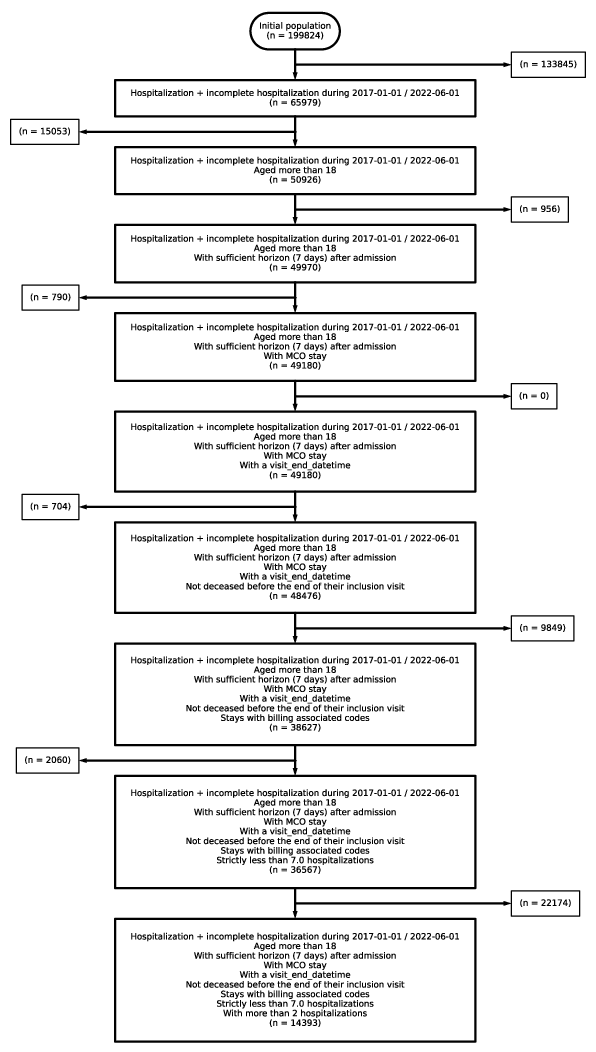 Initial population
(n = 199824)
(n = 133845)
Hospitalization + incomplete hospitalization during 2017-01-01 / 2022-06-01
(n = 65979)
(n = 15053)
Hospitalization + incomplete hospitalization during 2017-01-01 / 2022-06-01
Aged more than 18
(n = 50926)
(n = 956)
Hospitalization + incomplete hospitalization during 2017-01-01 / 2022-06-01
Aged more than 18
With sufficient horizon (7 days) after admission
(n = 49970)
(n = 790)
Hospitalization + incomplete hospitalization during 2017-01-01 / 2022-06-01
Aged more than 18
With sufficient horizon (7 days) after admission
With MCO stay
(n = 49180)
(n = 0)
Hospitalization + incomplete hospitalization during 2017-01-01 / 2022-06-01
Aged more than 18
With sufficient horizon (7 days) after admission
With MCO stay
With a visit_end_datetime
(n = 49180)
(n = 704)
Hospitalization + incomplete hospitalization during 2017-01-01 / 2022-06-01
Aged more than 18
With sufficient horizon (7 days) after admission
With MCO stay
With a visit_end_datetime
Not deceased before the end of their inclusion visit
(n = 48476)
(n = 9849)
Hospitalization + incomplete hospitalization during 2017-01-01 / 2022-06-01
Aged more than 18
With sufficient horizon (7 days) after admission
With MCO stay
With a visit_end_datetime
Not deceased before the end of their inclusion visit
Stays with billing associated codes
(n = 38627)
(n = 2060)
Hospitalization + incomplete hospitalization during 2017-01-01 / 2022-06-01
Aged more than 18
With sufficient horizon (7 days) after admission
With MCO stay
With a visit_end_datetime
Not deceased before the end of their inclusion visit
Stays with billing associated codes
Strictly less than 7.0 hospitalizations
(n = 36567)
(n = 22174)
Hospitalization + incomplete hospitalization during 2017-01-01 / 2022-06-01
Aged more than 18
With sufficient horizon (7 days) after admission
With MCO stay
With a visit_end_datetime
Not deceased before the end of their inclusion visit
Stays with billing associated codes
Strictly less than 7.0 hospitalizations
With more than 2 hospitalizations
(n = 14393)